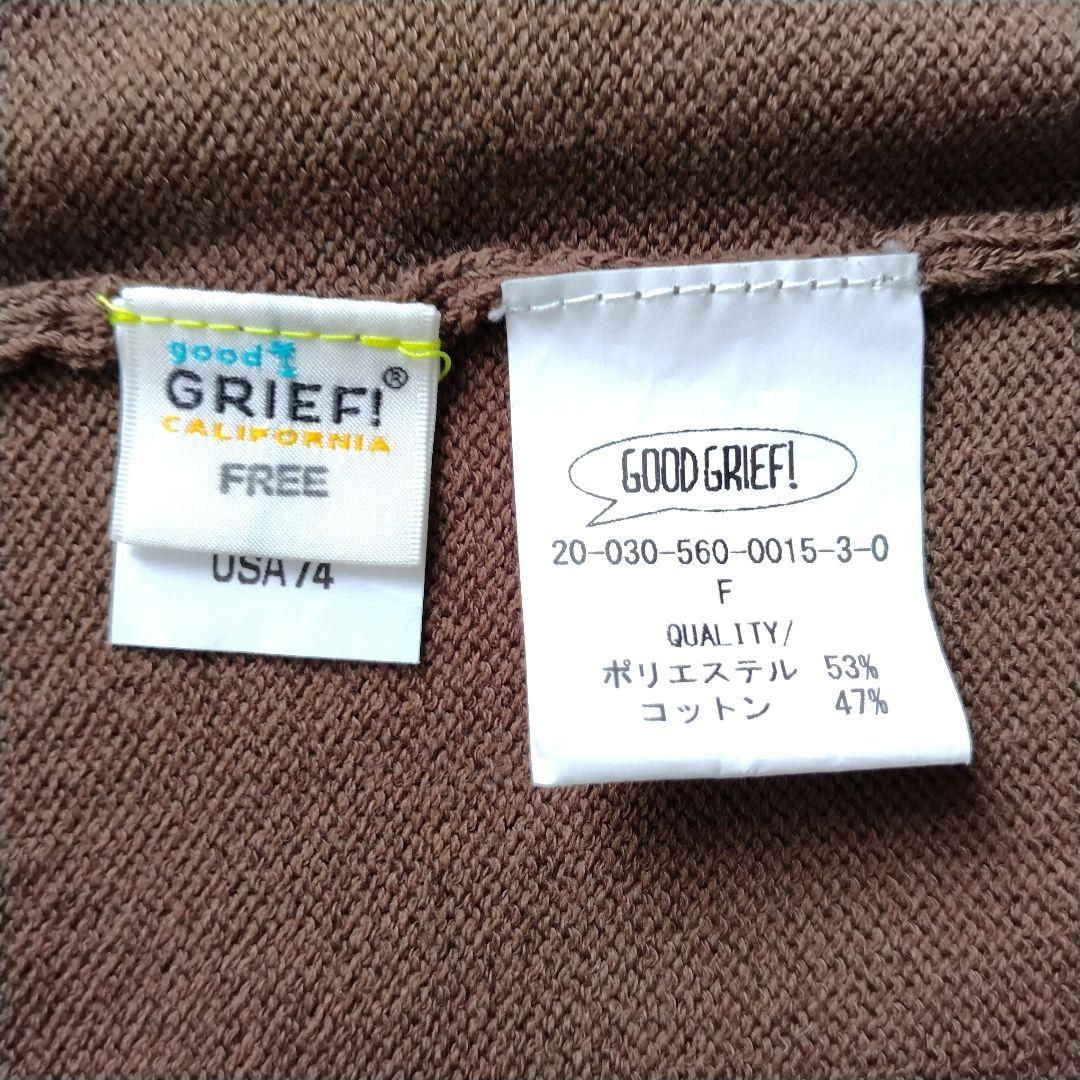 good
GRIEF!®
CALIFORNIA
FREE
USA/4
GOOD GRIEF!
20-030-560-0015-3-0
F
QUALITY/
ポリエステル 53%
コットン 47%